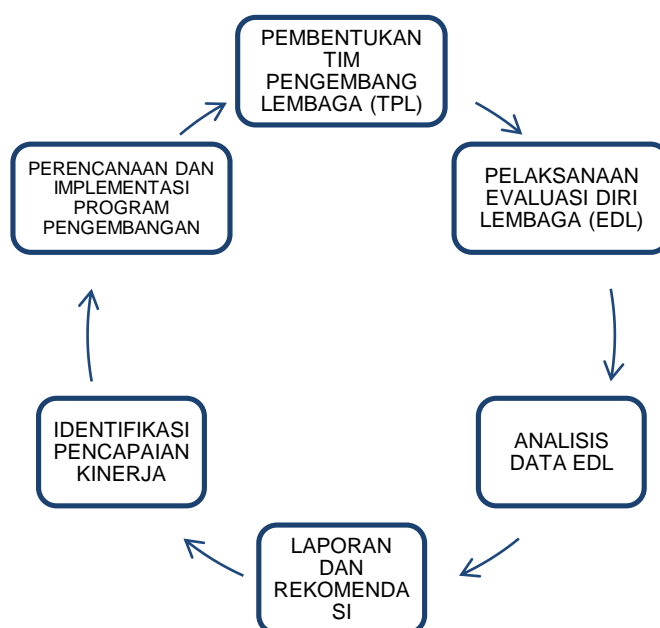 PEMBENTUKAN
TIM
PENGEMBANG
LEMBAGA (TPL)
PELAKSANAAN
EVALUASI DIRI
LEMBAGA (EDL)
ANALISIS
DATA EDL
LAPORAN
DAN
REKOMENDA
SI
IDENTIFIKASI
PENCAPAIAN
KINERJA
PERENCANAAN DAN
IMPLEMENTASI
PROGRAM
PENGEMBANGAN